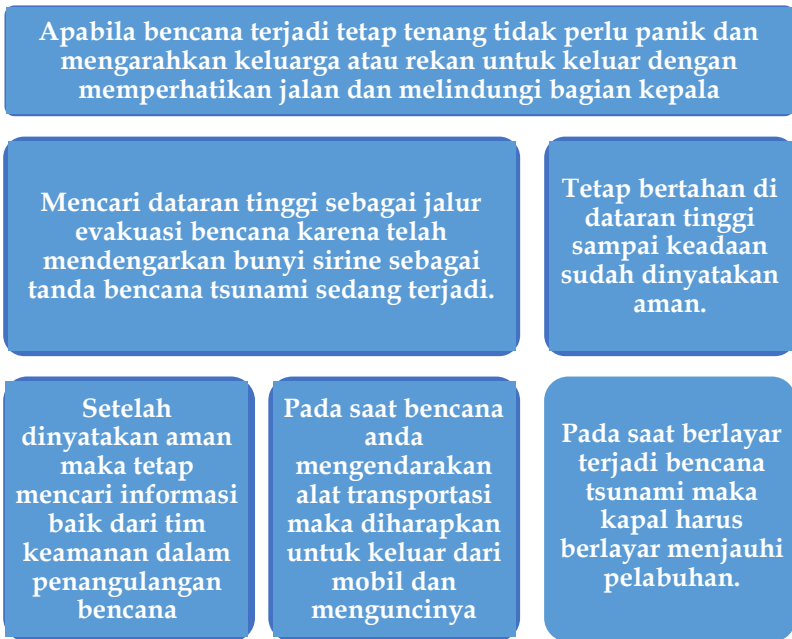 Apabila bencana terjadi tetap tenang tidak perlu panik dan
mengarahkan keluarga atau rekan untuk keluar dengan
memperhatikan jalan dan melindungi bagian kepala
Mencari dataran tinggi sebagai jalur
evakuasi bencana karena telah
mendengarkan bunyi sirine sebagai
tanda bencana tsunami sedang terjadi.
Tetap bertahan di
dataran tinggi
sampai keadaan
sudah dinyatakan
aman.
Setelah
dinyatakan aman
maka tetap
mencari informasi
baik dari tim
keamanan dalam
penangulangan
bencana
Pada saat bencana
anda
mengendarakan
alat transportasi
maka diharapkan
untuk keluar dari
mobil dan
menguncinya
Pada saat berlayar
terjadi bencana
tsunami maka
kapal harus
berlayar menjauhi
pelabuhan.